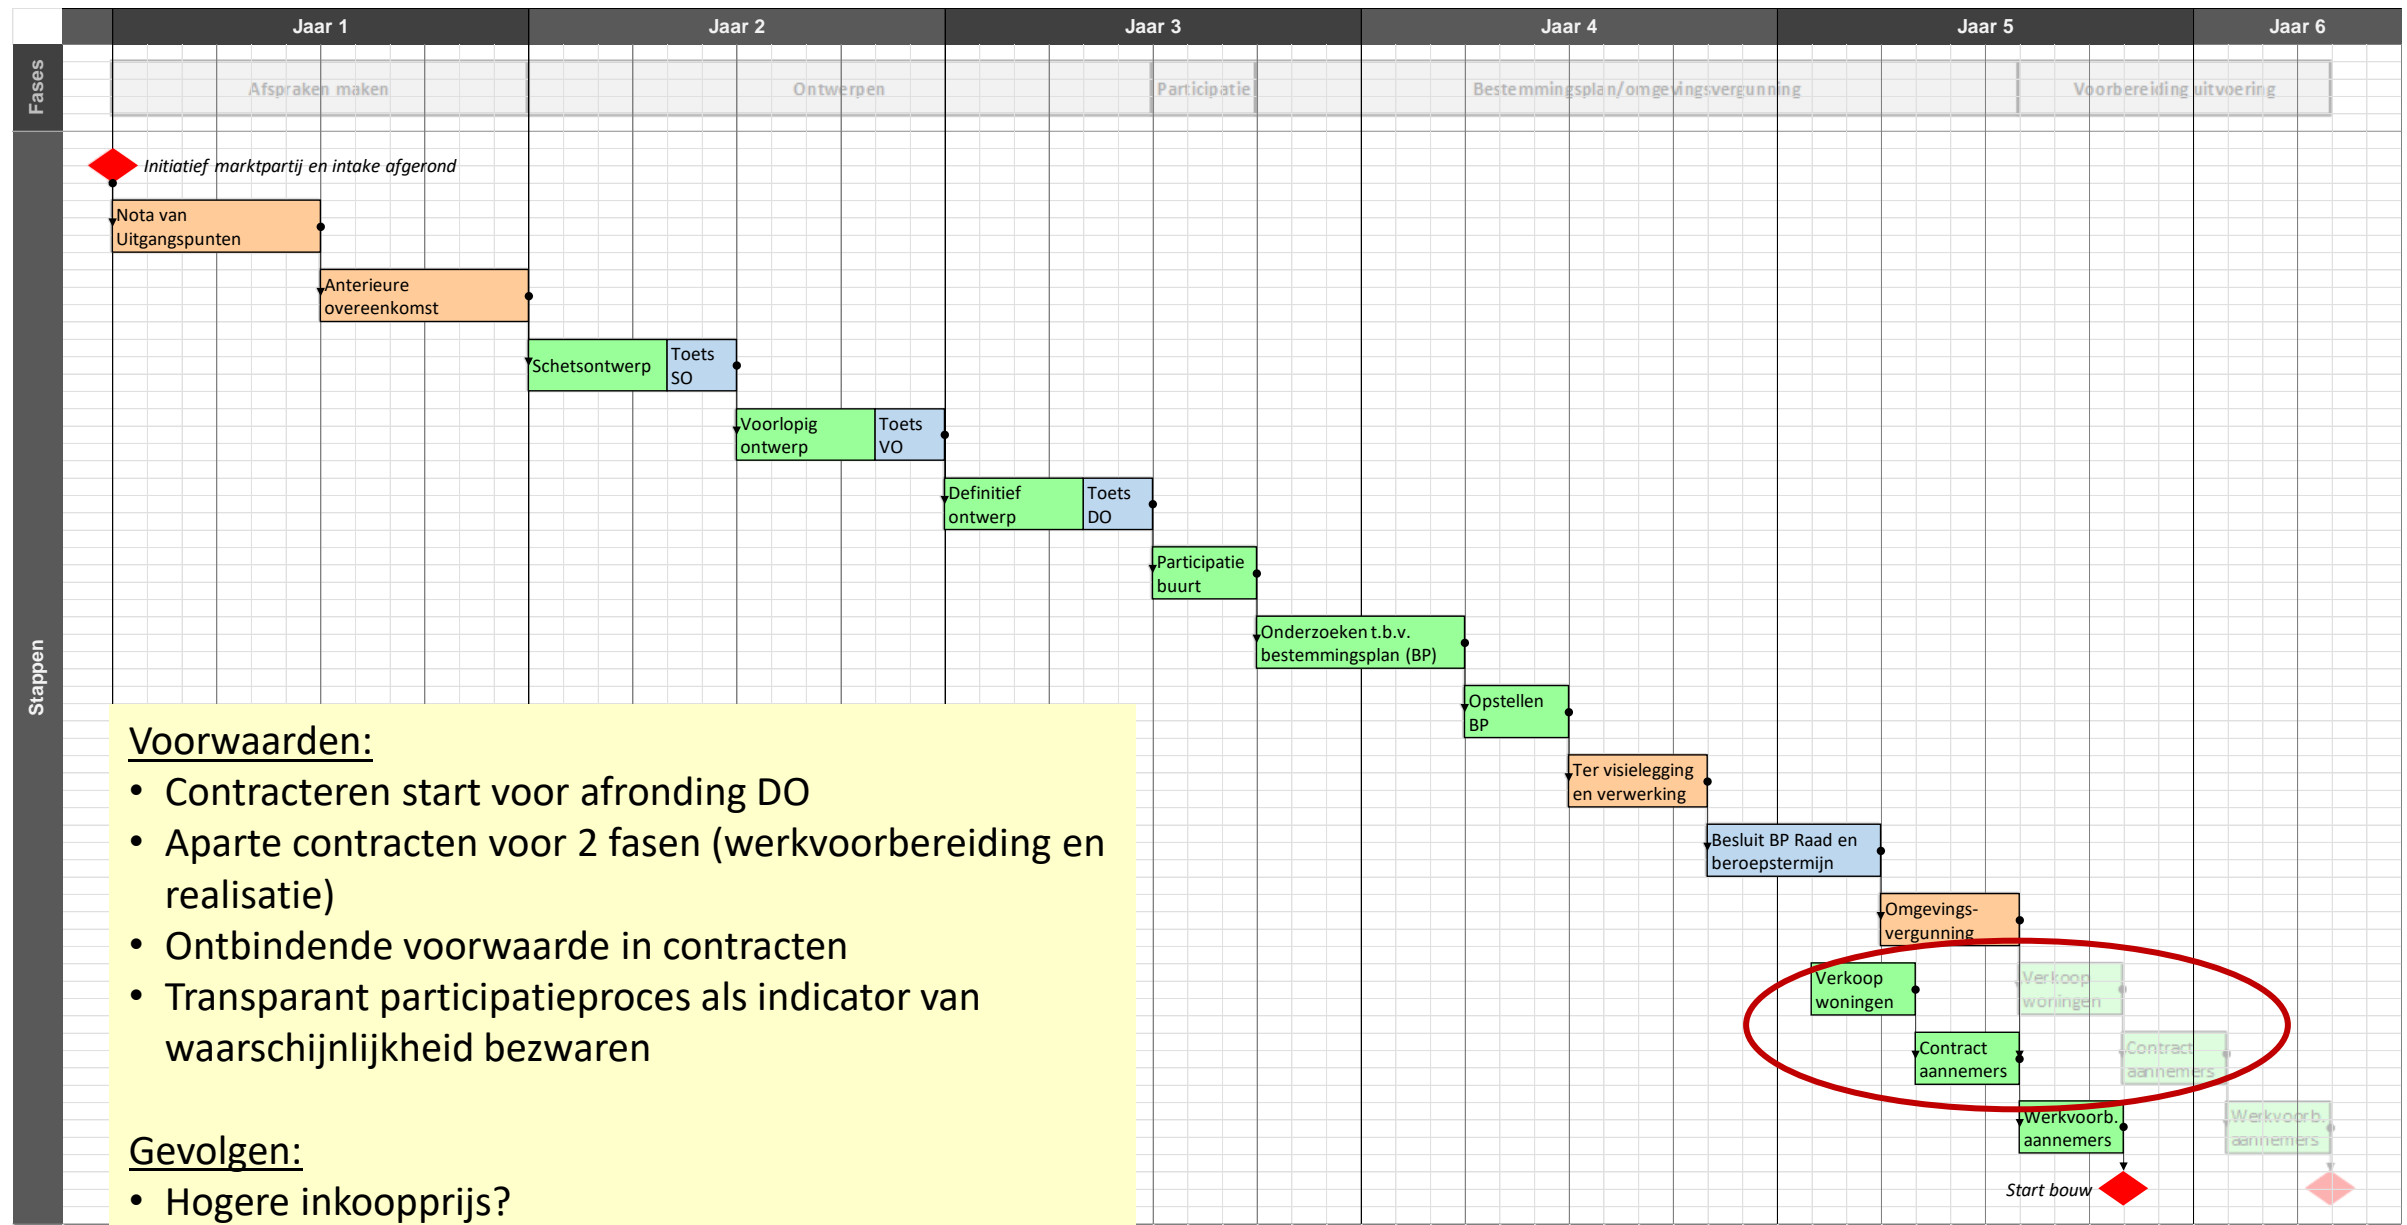 Jaar 1
Jaar 2
Jaar 3
Jaar 4
Jaar 5
Jaar 6
Fases
Afspraken maken
Ontwerpen
Participatie
Bestemmingsplan/omgevingsvergunning
Voorbereiding uitvoering
Stappen
Initiatief marktpartij en intake afgerond
Nota van
Uitgangspunten
Anterieure
overeenkomst
Schetsontwerp
Toets
SO
Voorlopig
ontwerp
Toets
VO
Definitief
ontwerp
Toets
DO
Participatie
buurt
Onderzoeken t.b.v.
bestemmingsplan (BP)
Opstellen
BP
Ter visielegging
en verwerking
Besluit BP Raad en
beroepstermijn
Omgevings-
vergunning
Verkoop
woningen
Verkoop
woningen
Contract
aannemers
Contract
aannemers
Werkvoorb.
aannemers
Werkvoorb.
aannemers
Start bouw
Voorwaarden:
• Contracteren start voor afronding DO
• Aparte contracten voor 2 fasen (werkvoorbereiding en
realisatie)
• Ontbindende voorwaarde in contracten
• Transparant participatieproces als indicator van
waarschijnlijkheid bezwaren
Gevolgen:
• Hogere inkoopprijs?